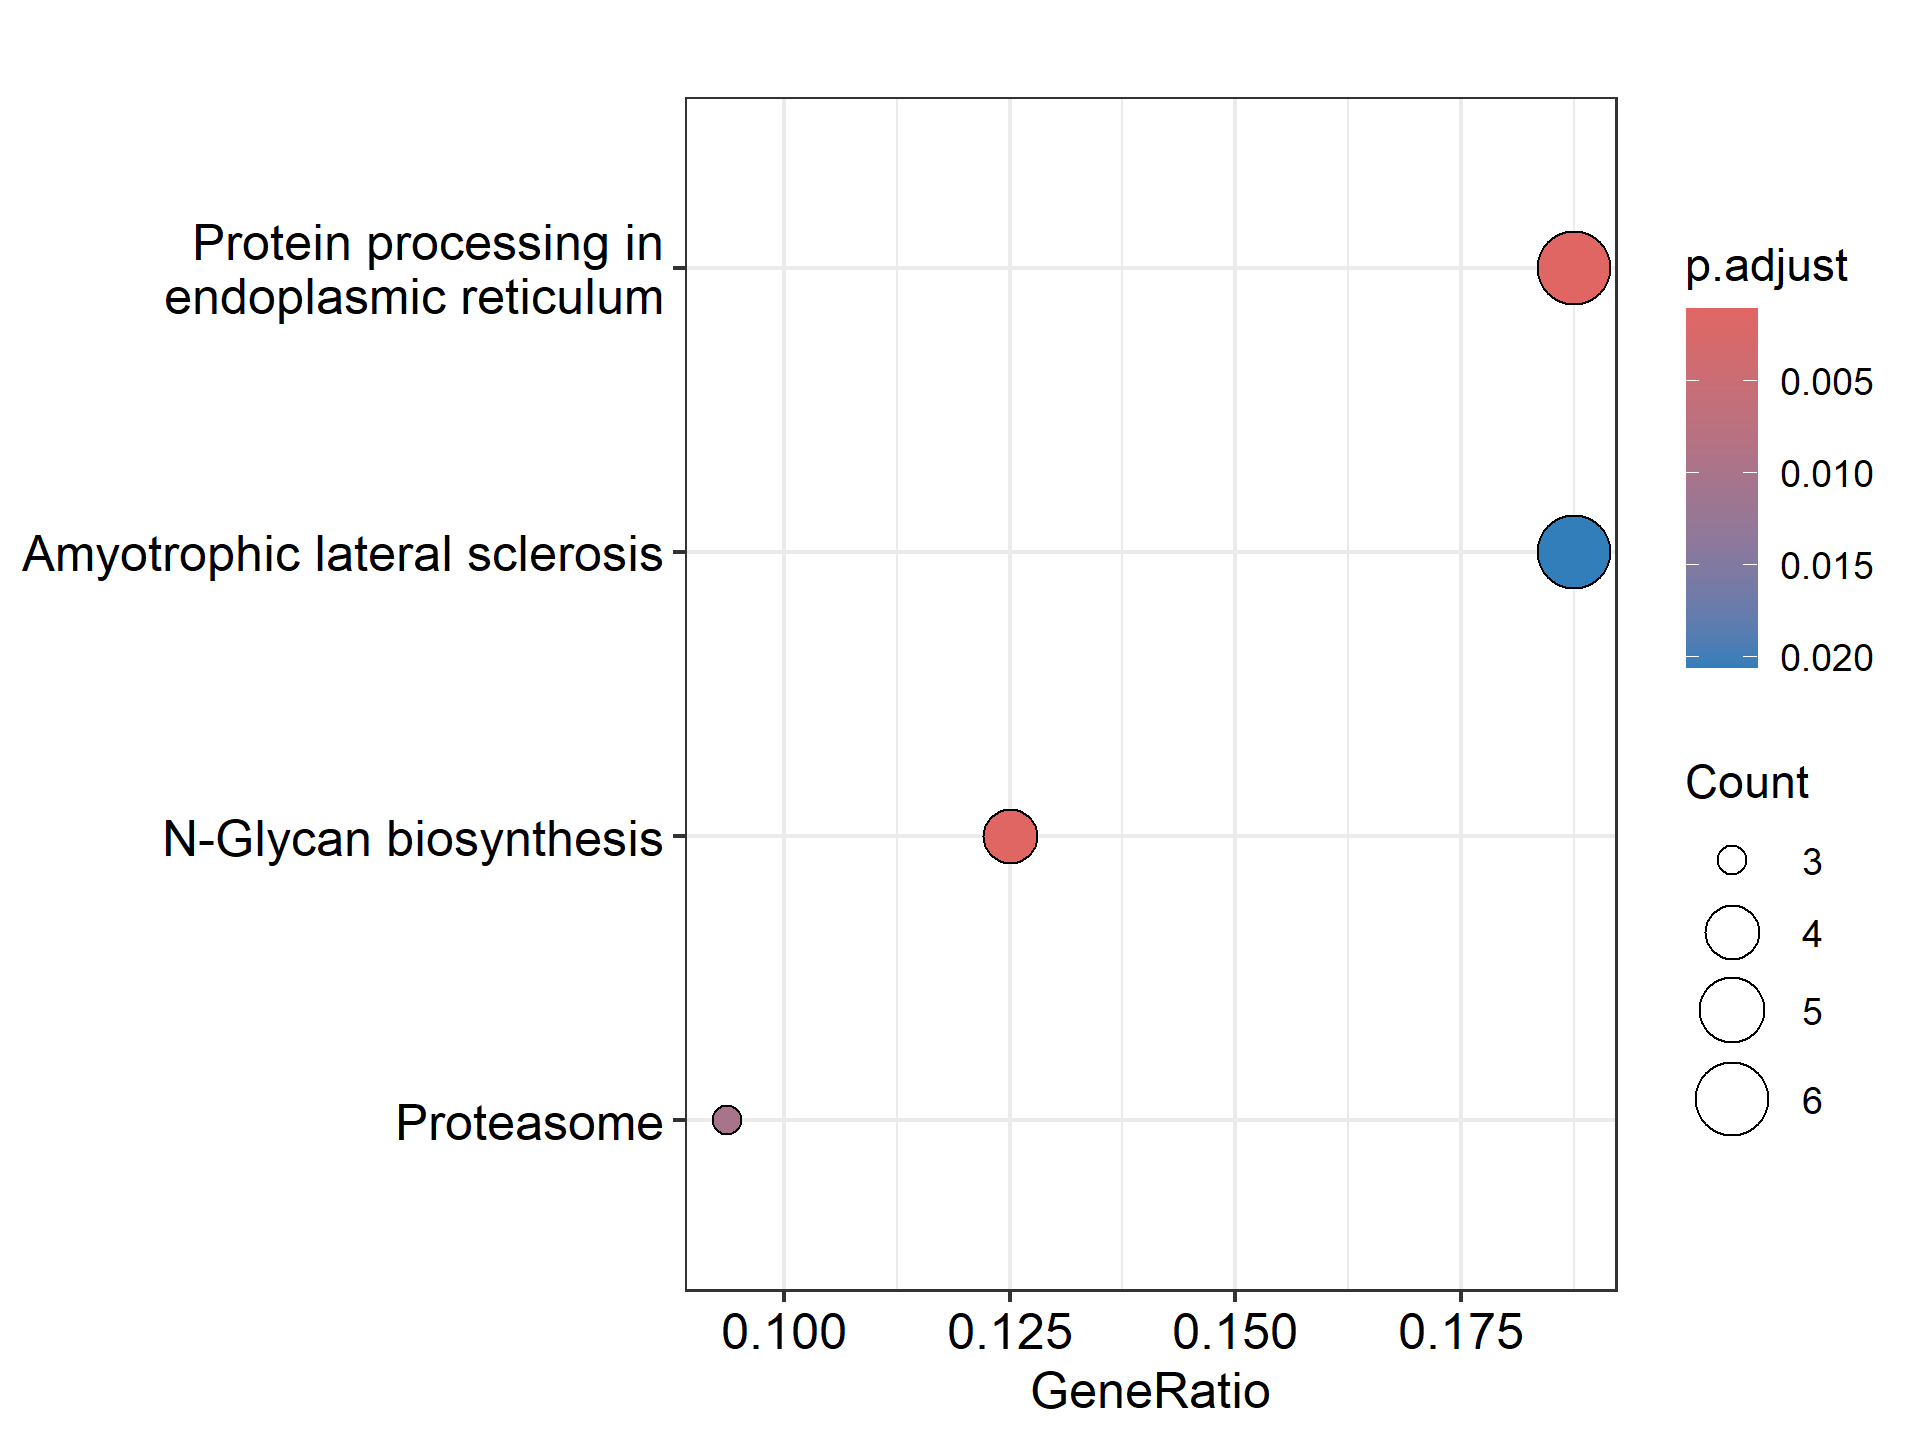 Protein processing in
endoplasmic reticulum
Amyotrophic lateral sclerosis
N-Glycan biosynthesis
Proteasome
0.100
0.125
0.150
0.175
GeneRatio
p.adjust
0.005
0.010
0.015
0.020
Count
3
4
5
6